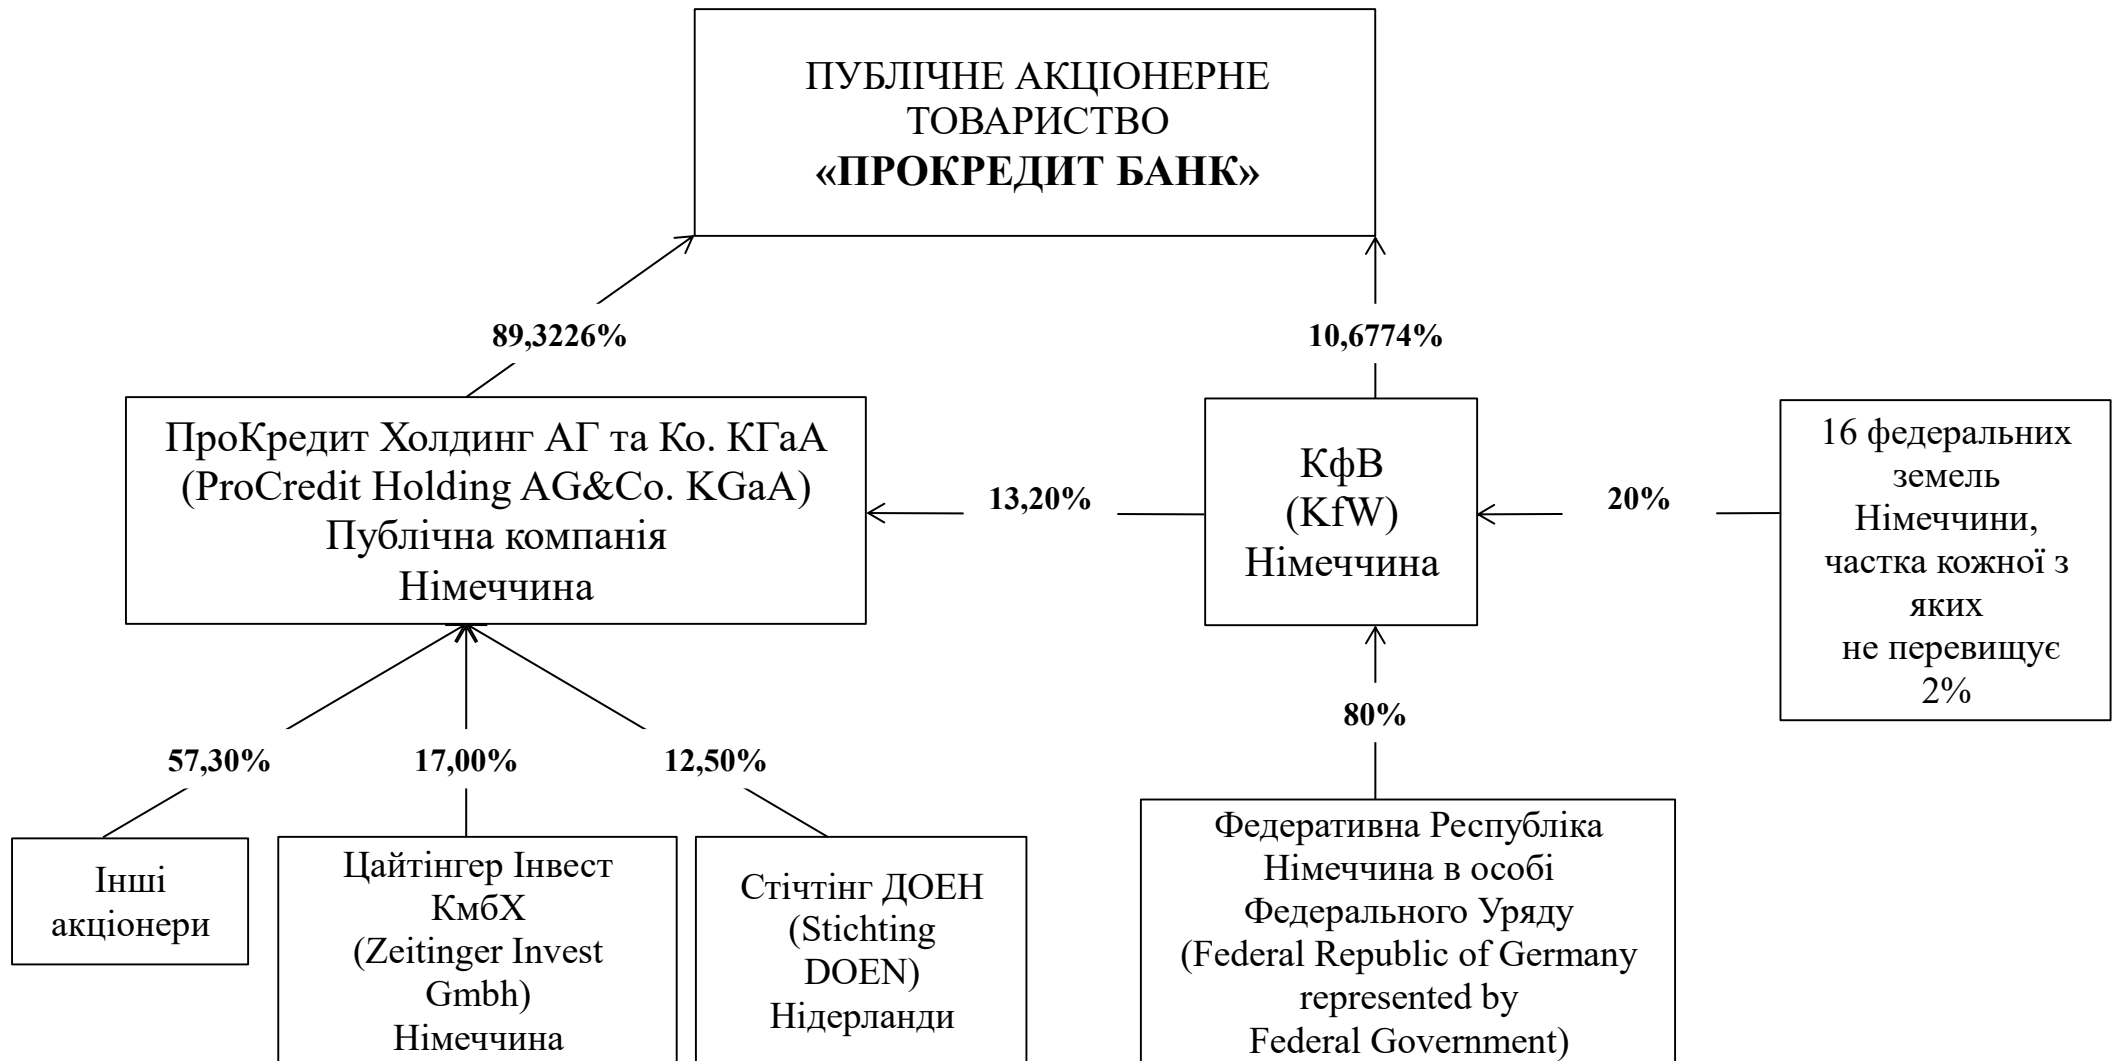 ПУБЛІЧНЕ АКЦІОНЕРНЕ
ТОВАРИСТВО
«ПРОКРЕДИТ БАНК»
89,3226%
10,6774%
ПроКредит Холдинг АГ та Ко. КГаА
(ProCredit Holding AG&Co. KGaA)
Публічна компанія
Німеччина
13,20%
КфВ
(KfW)
Німеччина
20%
16 федеральних
земель
Німеччини,
частка кожної з
яких
не перевищує
2%
57,30%
17,00%
12,50%
80%
Інші
акціонери
Цайтінгер Інвест
КмбХ
(Zeitinger Invest
Gmbh)
Німеччина
Стічтінг ДОЕН
(Stichting
DOEN)
Нідерланди
Федеративна Республіка
Німеччина в особі
Федерального Уряду
(Federal Republic of Germany
represented by
Federal Government)